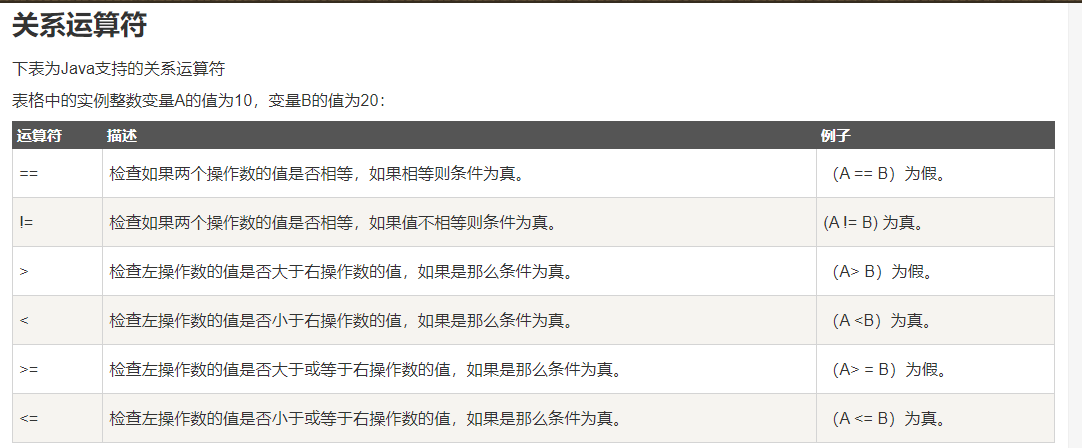 关系运算符
下表为Java支持的关系运算符
表格中的实例整数变量A的值为10，变量B的值为20：
运算符 描述 例子
== 检查如果两个操作数的值是否相等，如果相等则条件为真。 （A == B）为假。
!= 检查如果两个操作数的值是否相等，如果值不相等则条件为真。 (A != B) 为真。
> 检查左操作数的值是否大于右操作数的值，如果是那么条件为真。 （A> B）为假。
< 检查左操作数的值是否小于右操作数的值，如果是那么条件为真。 （A <B）为真。
>= 检查左操作数的值是否大于或等于右操作数的值，如果是那么条件为真。 （A> = B）为假。
<= 检查左操作数的值是否小于或等于右操作数的值，如果是那么条件为真。 （A <= B）为真。